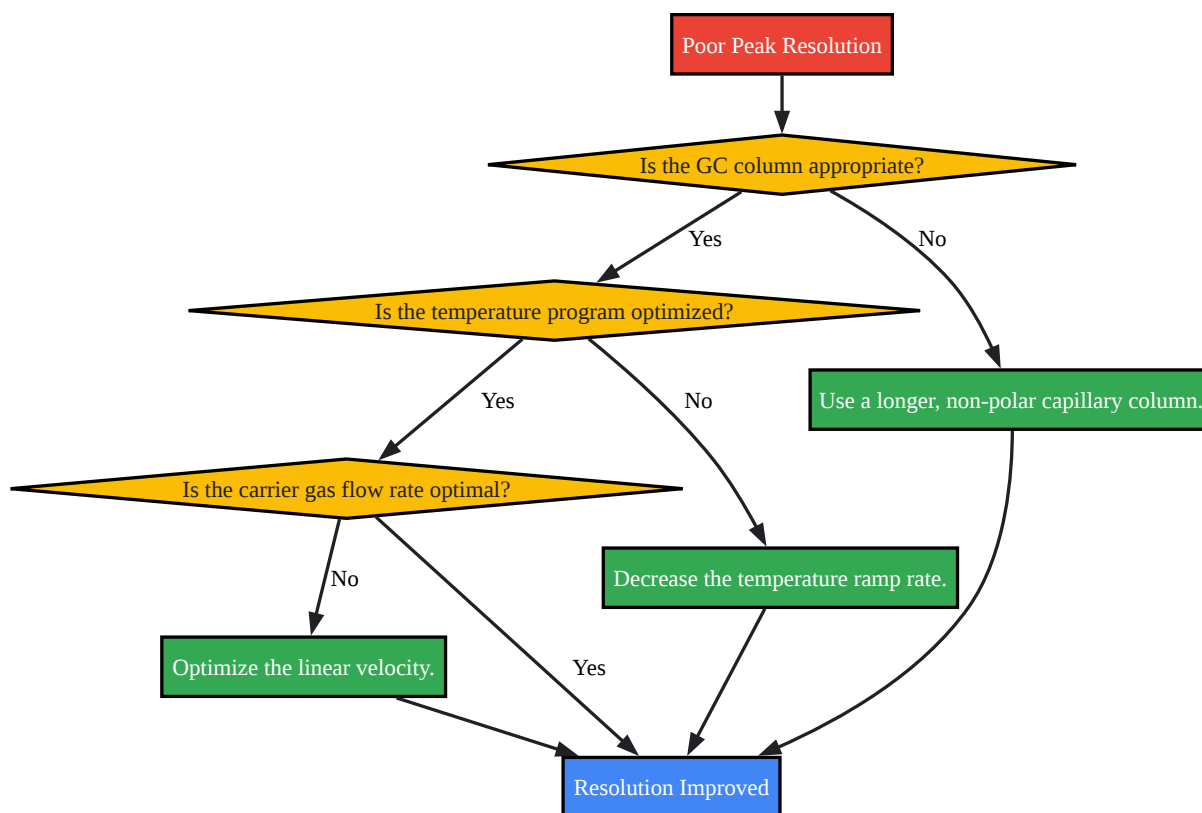 Poor Peak Resolution
Is the GC column appropriate?
Yes
No
Is the temperature program optimized?
Use a longer, non-polar capillary column.
Yes
No
Is the carrier gas flow rate optimal?
No
Decrease the temperature ramp rate.
Optimize the linear velocity.
Yes
Resolution Improved